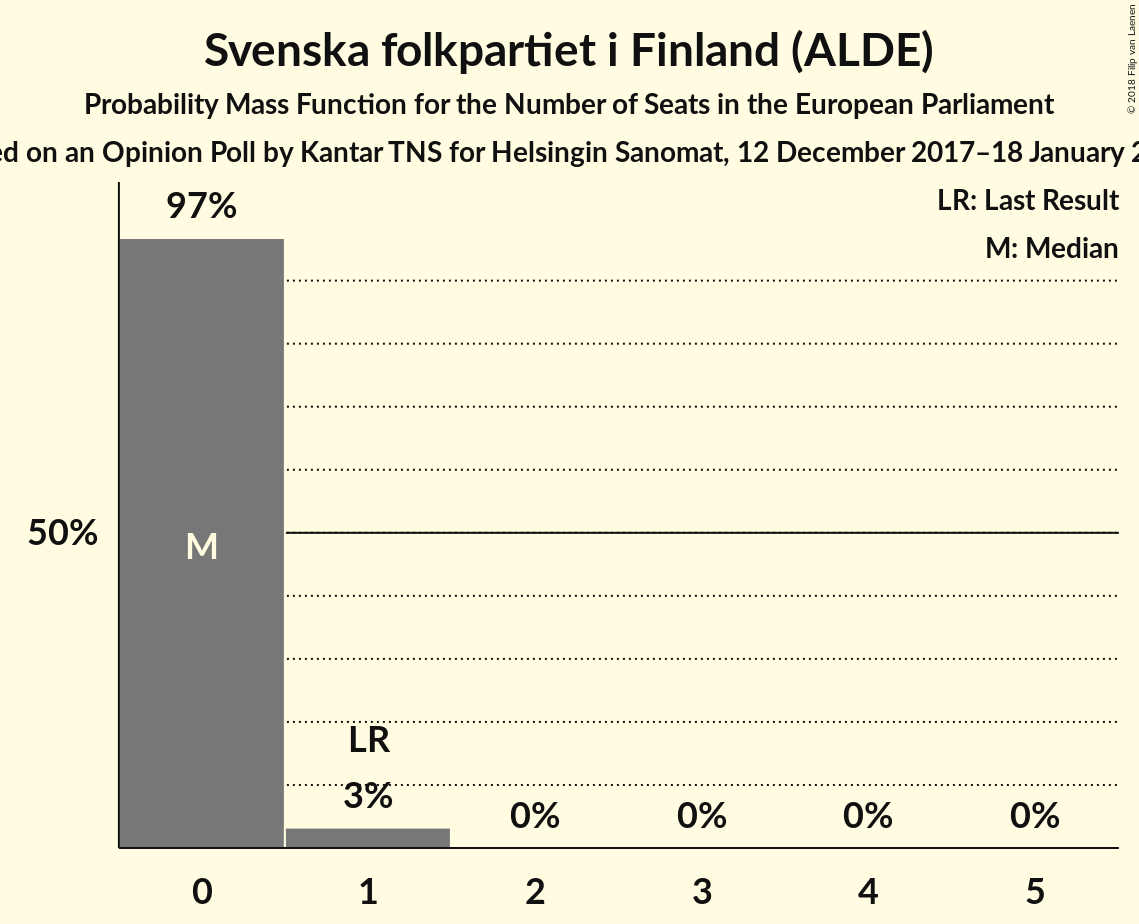 Svenska folkpartiet i Finland (ALDE)
Probability Mass Function for the Number of Seats in the European Parliament
on an Opinion Poll by Kantar TNS for Helsingin Sanomat, 12 December 2017–18 January
© 2018 Filip van Laenen
LR: Last Result
M: Median
97%
50%
M
LR
3%
0%
0%
0%
0%
0 1 2 3 4 5